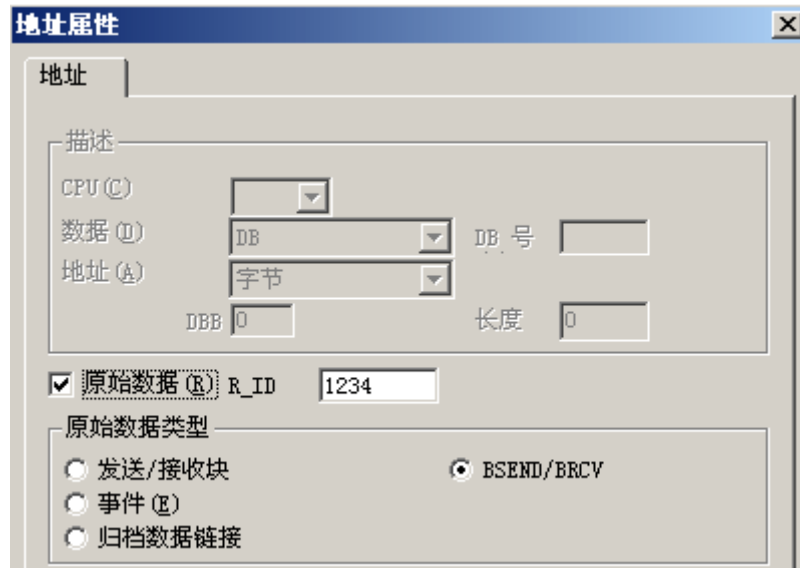 地址属性
地址
描述
CPU(C)
数据(D) DB DB 号
地址(A) 字节
DBB 0 长度 0
原始数据(R) R_ID 1234
原始数据类型
发送/接收块 BSEND/BRCV
事件(E)
归档数据链接